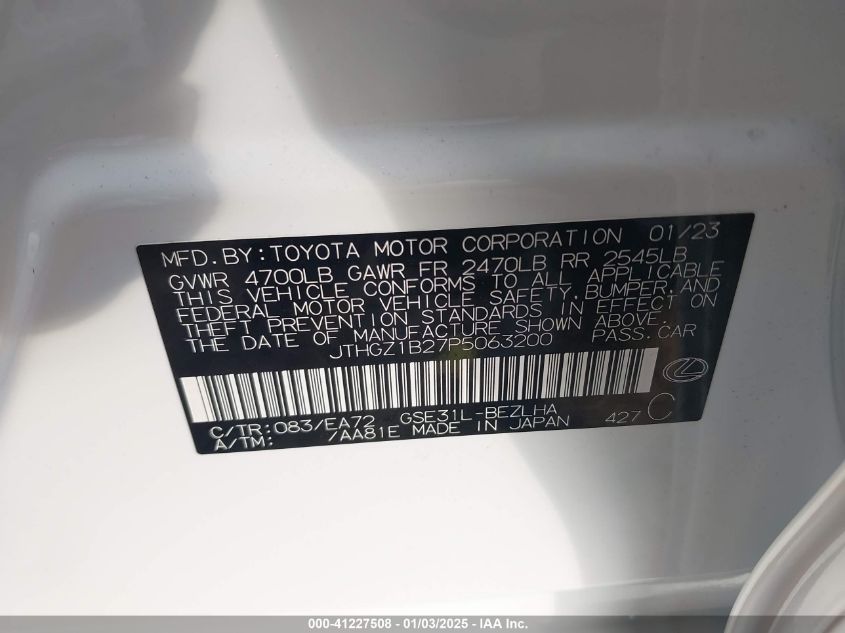 MFD. BY: TOYOTA MOTOR CORPORATION 01/23
GVWR 4700LB GAWR FR 2470LB RR 2545LB
THIS VEHICLE CONFORMS TO ALL APPLICABLE
FEDERAL MOTOR VEHICLE SAFETY, BUMPER, AND
THEFT PREVENTION STANDARDS IN EFFECT ON
THE DATE OF MANUFACTURE SHOWN ABOVE.
JTHGZ1B27P5063200 PASS. CAR
C/TR: 083/EA72 GSE31L-BEZLHA
A/TM: /AA81E MADE IN JAPAN 427 C
000-41227508 - 01/03/2025 - IAA Inc.